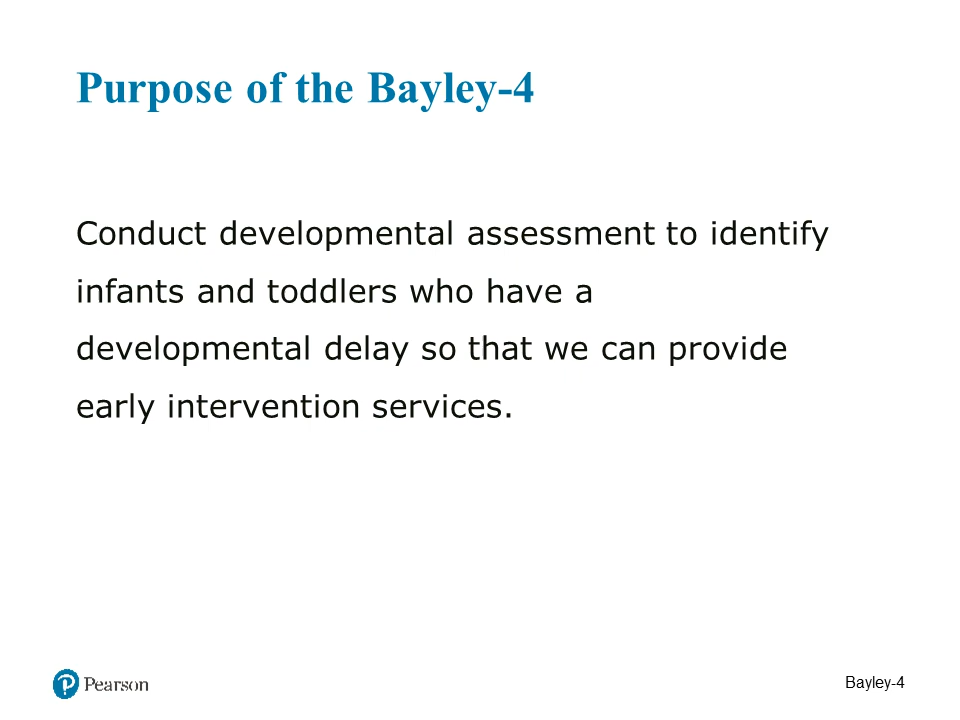 Purpose of the Bayley-4
Conduct developmental assessment to identify
infants and toddlers who have a
developmental delay so that we can provide
early intervention services.
Pearson
Bayley-4